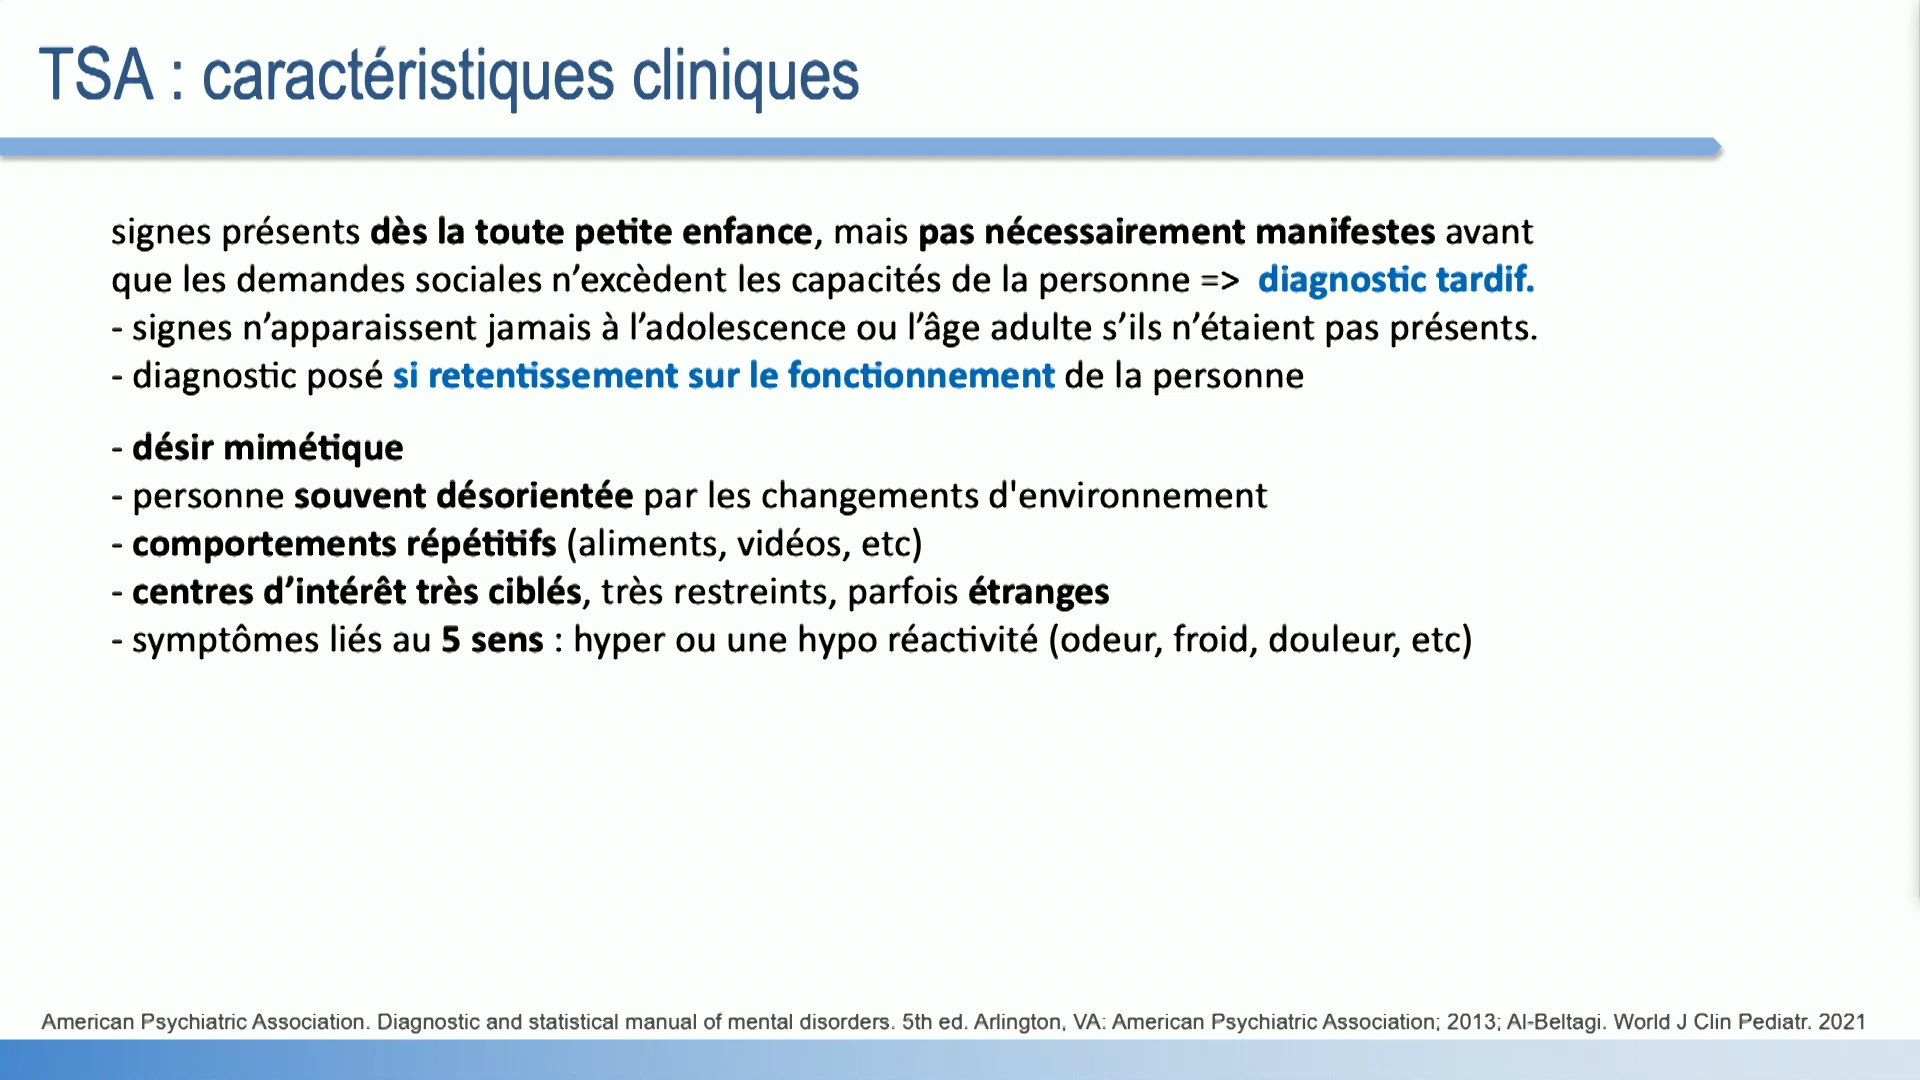 TSA : caractéristiques cliniques
signes présents dès la toute petite enfance, mais pas nécessairement manifestes avant
que les demandes sociales n’excèdent les capacités de la personne => diagnostic tardif.
- signes n’apparaissent jamais à l’adolescence ou l’âge adulte s’ils n’étaient pas présents.
- diagnostic posé si retentissement sur le fonctionnement de la personne
- désir mimétique
- personne souvent désorientée par les changements d'environnement
- comportements répétitifs (aliments, vidéos, etc)
- centres d’intérêt très ciblés, très restreints, parfois étranges
- symptômes liés au 5 sens : hyper ou une hypo réactivité (odeur, froid, douleur, etc)
American Psychiatric Association. Diagnostic and statistical manual of mental disorders. 5th ed. Arlington, VA: American Psychiatric Association; 2013; Al-Beltagi. World J Clin Pediatr. 2021